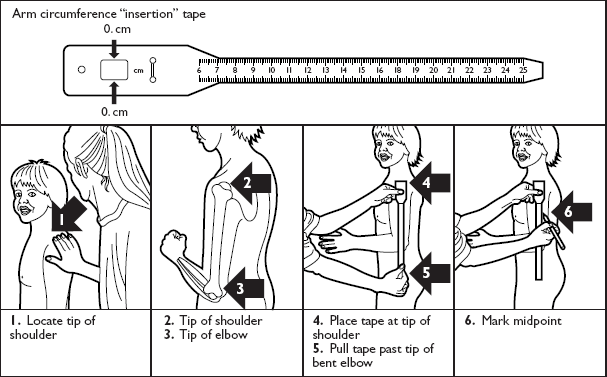 Arm circumference “insertion” tape
0. cm
cm
6 7 8 9 10 11 12 13 14 15 16 17 18 19 20 21 22 23 24 25
0. cm
1
2
3
4
5
6
1. Locate tip of
shoulder
2. Tip of shoulder
3. Tip of elbow
4. Place tape at tip of
shoulder
5. Pull tape past tip of
bent elbow
6. Mark midpoint